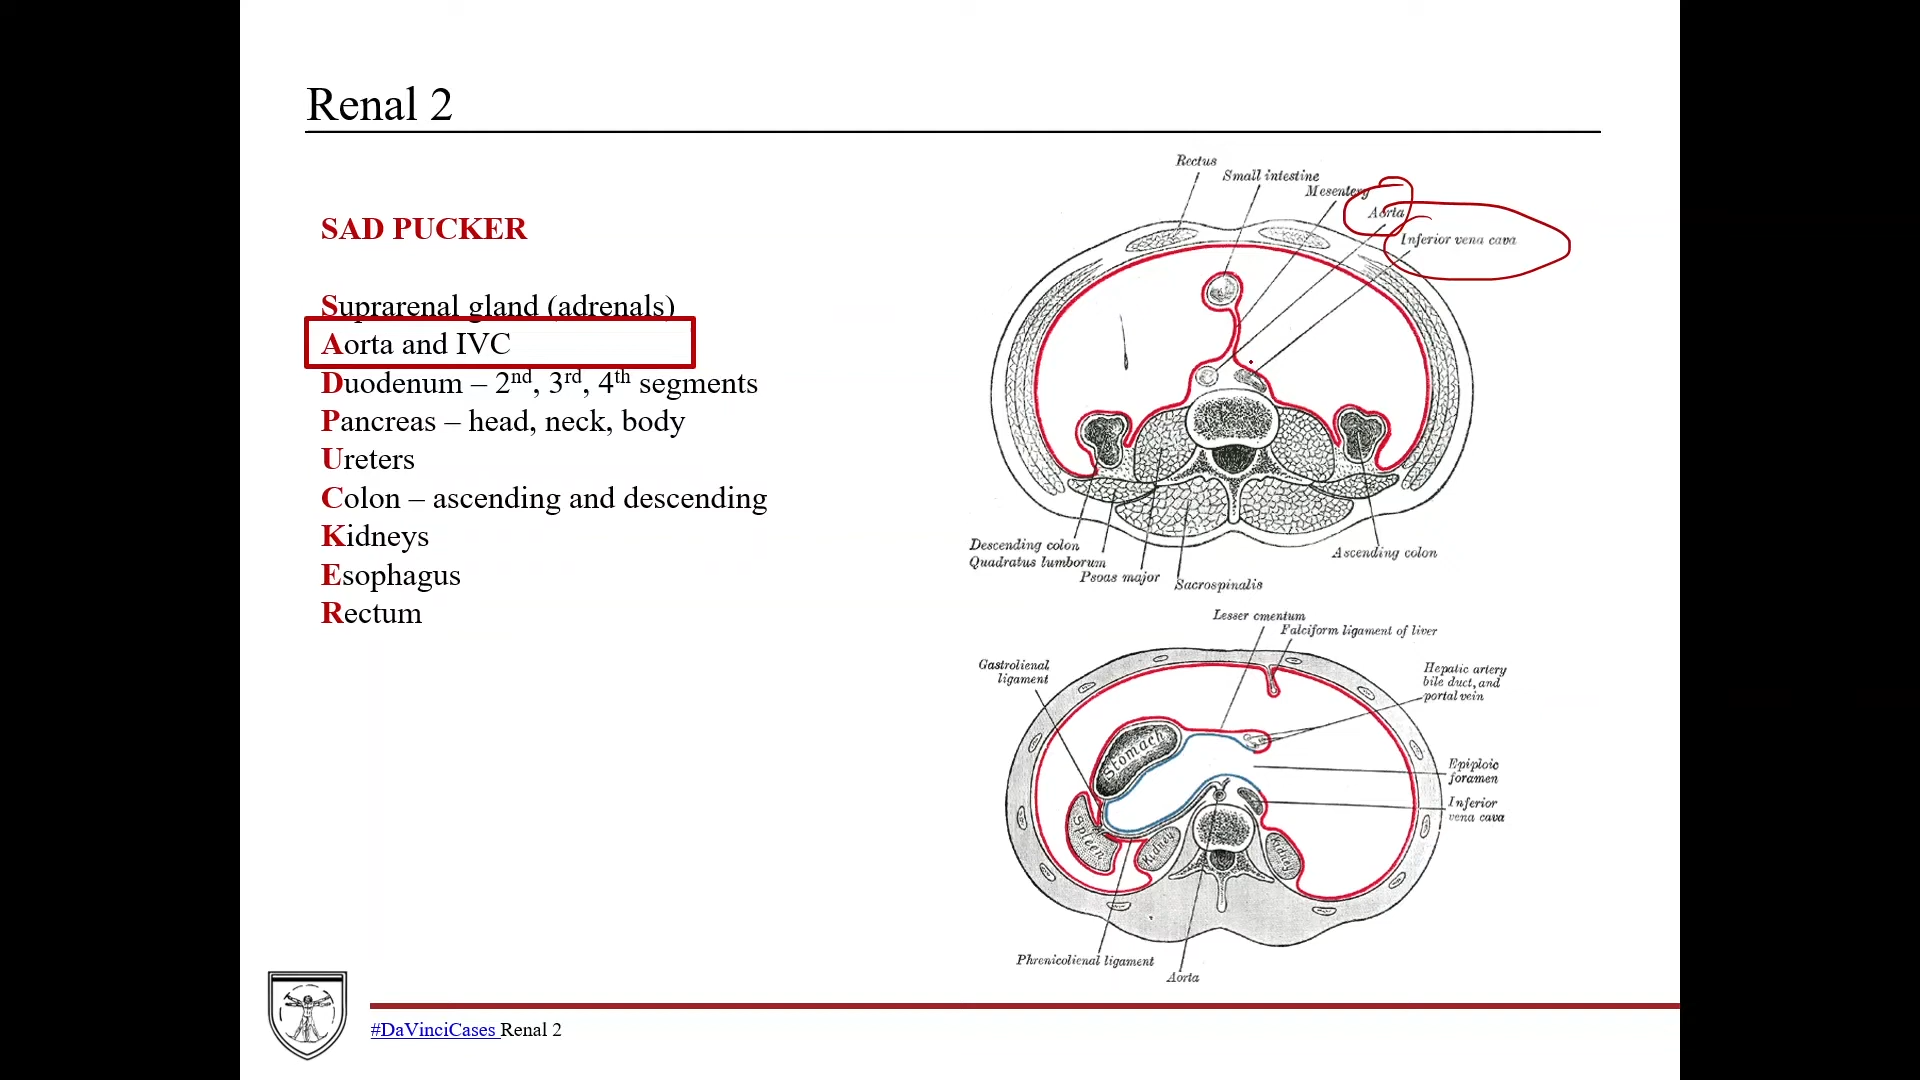 Renal 2
SAD PUCKER
Suprarenal gland (adrenals)
Aorta and IVC
Duodenum – 2nd, 3rd, 4th segments
Pancreas – head, neck, body
Ureters
Colon – ascending and descending
Kidneys
Esophagus
Rectum
Rectus
Small intestine
Mesentery
Aorta
Inferior vena cava
Descending colon
Quadratus lumborum
Psoas major
Sacrospinalis
Ascending colon
Lesser omentum
Falciform ligament of liver
Gastrolienal
ligament
Hepatic artery
bile duct, and
portal vein
Stomach
Epiploic
foramen
Inferior
vena cava
Spleen
Kidney
Kidney
Phrenicolienal ligament
Aorta
#DaVinciCases Renal 2